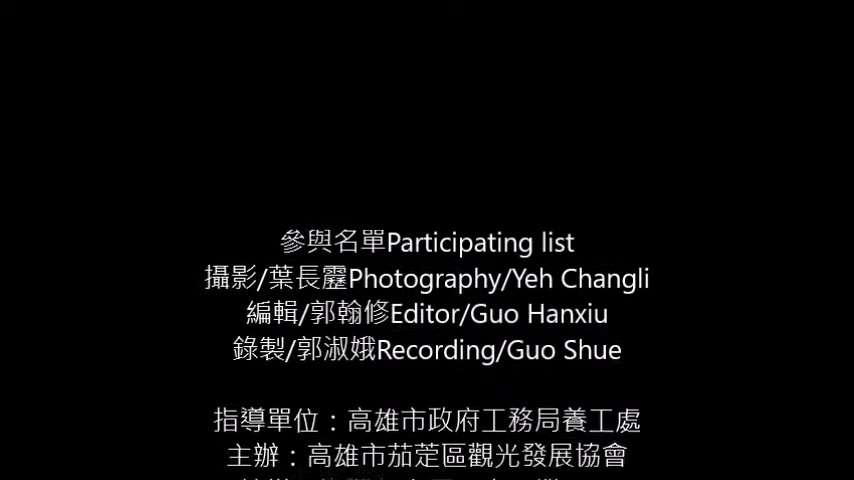 參與名單Participating list
攝影/葉長靂Photography/Yeh Changli
編輯/郭翰修Editor/Guo Hanxiu
錄製/郭淑娥Recording/Guo Shue
指導單位：高雄市政府工務局養工處
主辦：高雄市茄萣區觀光發展協會